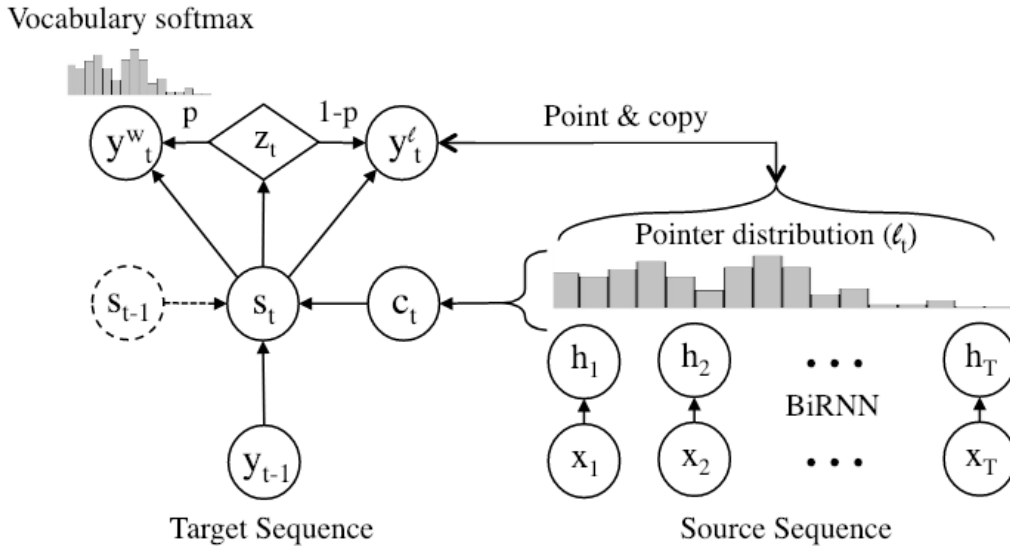 Vocabulary softmax
p
1-p
y^w_t
z_t
y^ℓ_t
Point & copy
Pointer distribution (ℓ_t)
s_{t-1}
s_t
c_t
h_1
h_2
• • •
h_T
BiRNN
y_{t-1}
x_1
x_2
• • •
x_T
Target Sequence
Source Sequence